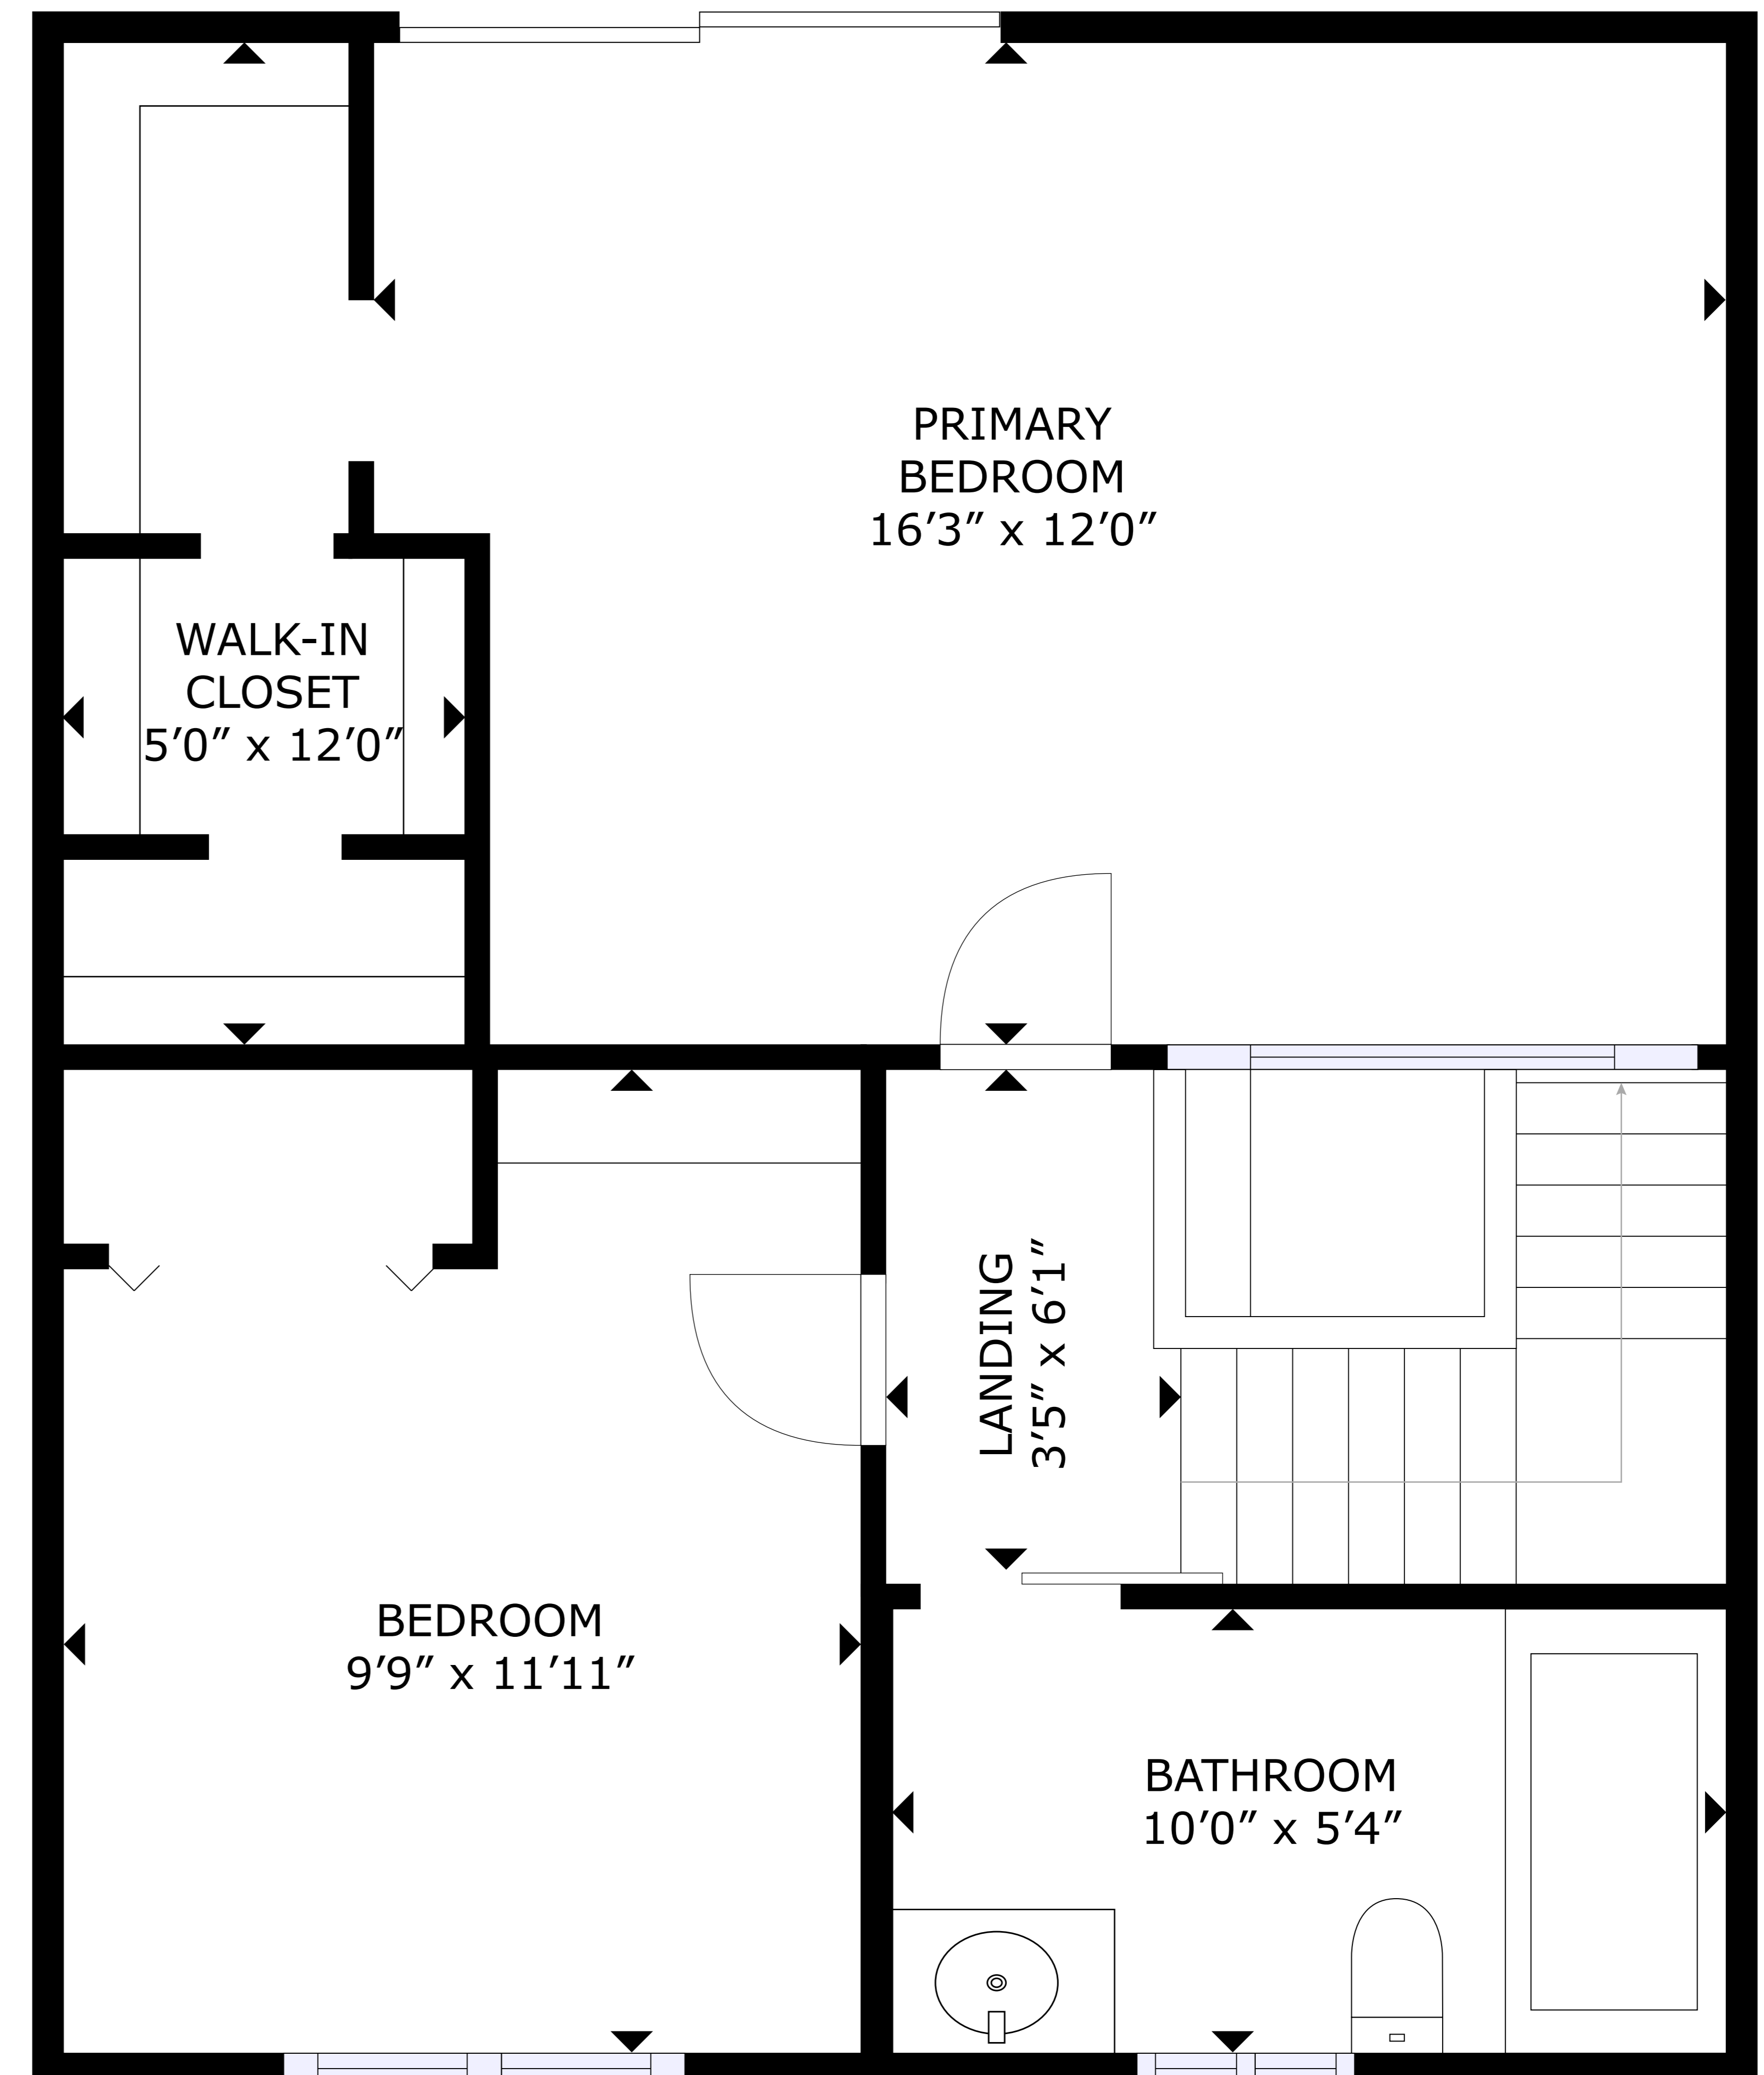 PRIMARY
BEDROOM
16′3″ x 12′0″
WALK-IN
CLOSET
5′0″ x 12′0″
LANDING
3′5″ x 6′1″
BEDROOM
9′9″ x 11′11″
BATHROOM
10′0″ x 5′4″